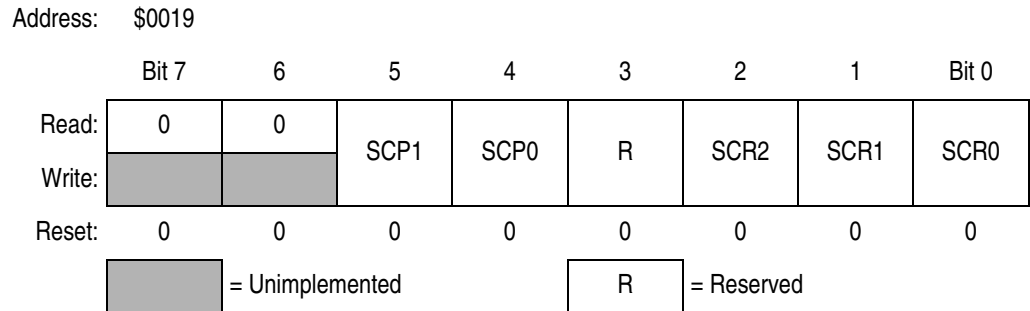 Address: $0019
Bit 7 6 5 4 3 2 1 Bit 0
Read: 0 0 SCP1 SCP0 R SCR2 SCR1 SCR0
Write:
Reset: 0 0 0 0 0 0 0 0
= Unimplemented R = Reserved